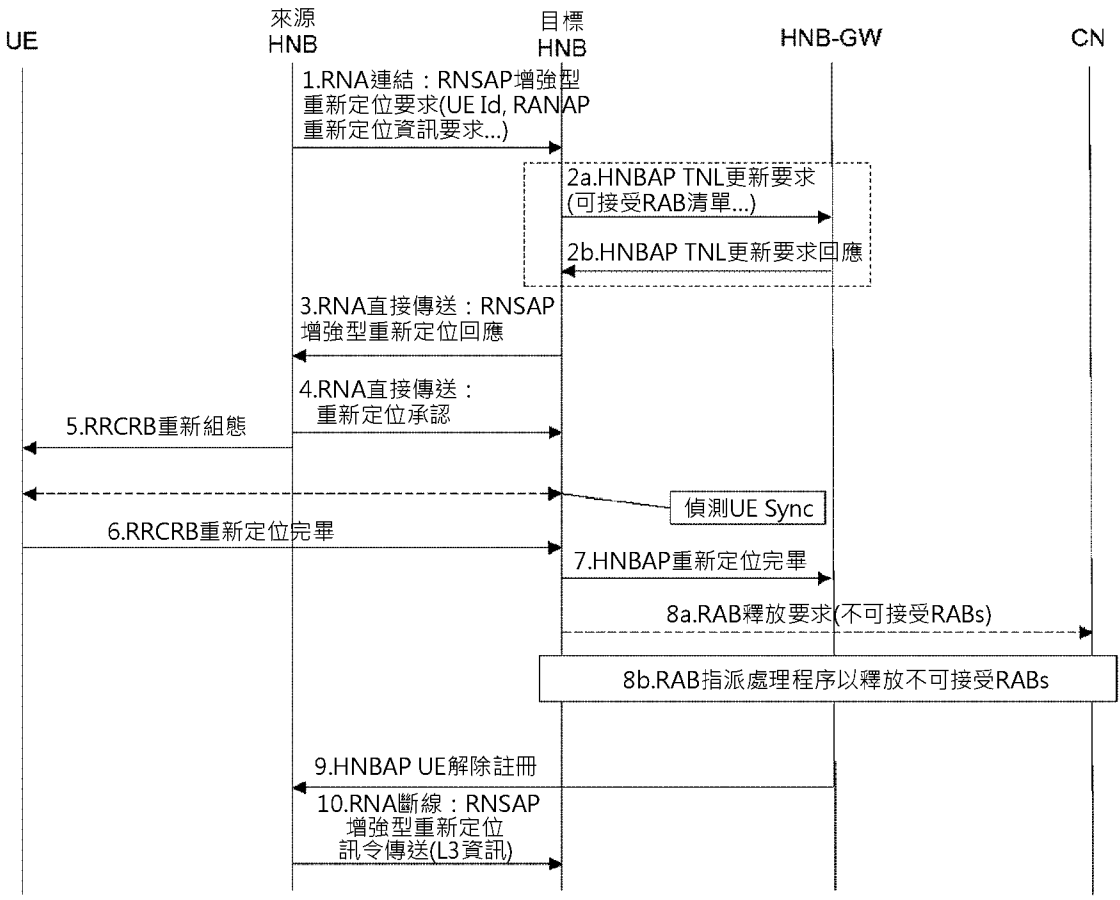 UE
來源
HNB
目標
HNB
HNB-GW
CN
1.RNA連結：RNSAP增強型
重新定位要求(UE Id, RANAP
重新定位資訊要求...)
2a.HNBAP TNL更新要求
(可接受RAB清單...)
2b.HNBAP TNL更新要求回應
3.RNA直接傳送：RNSAP
增強型重新定位回應
4.RNA直接傳送：
重新定位承認
5.RRCRB重新組態
偵測UE Sync
6.RRCRB重新定位完畢
7.HNBAP重新定位完畢
8a.RAB釋放要求(不可接受RABs)
8b.RAB指派處理程序以釋放不可接受RABs
9.HNBAP UE解除註冊
10.RNA斷線：RNSAP
增強型重新定位
訊令傳送(L3資訊)